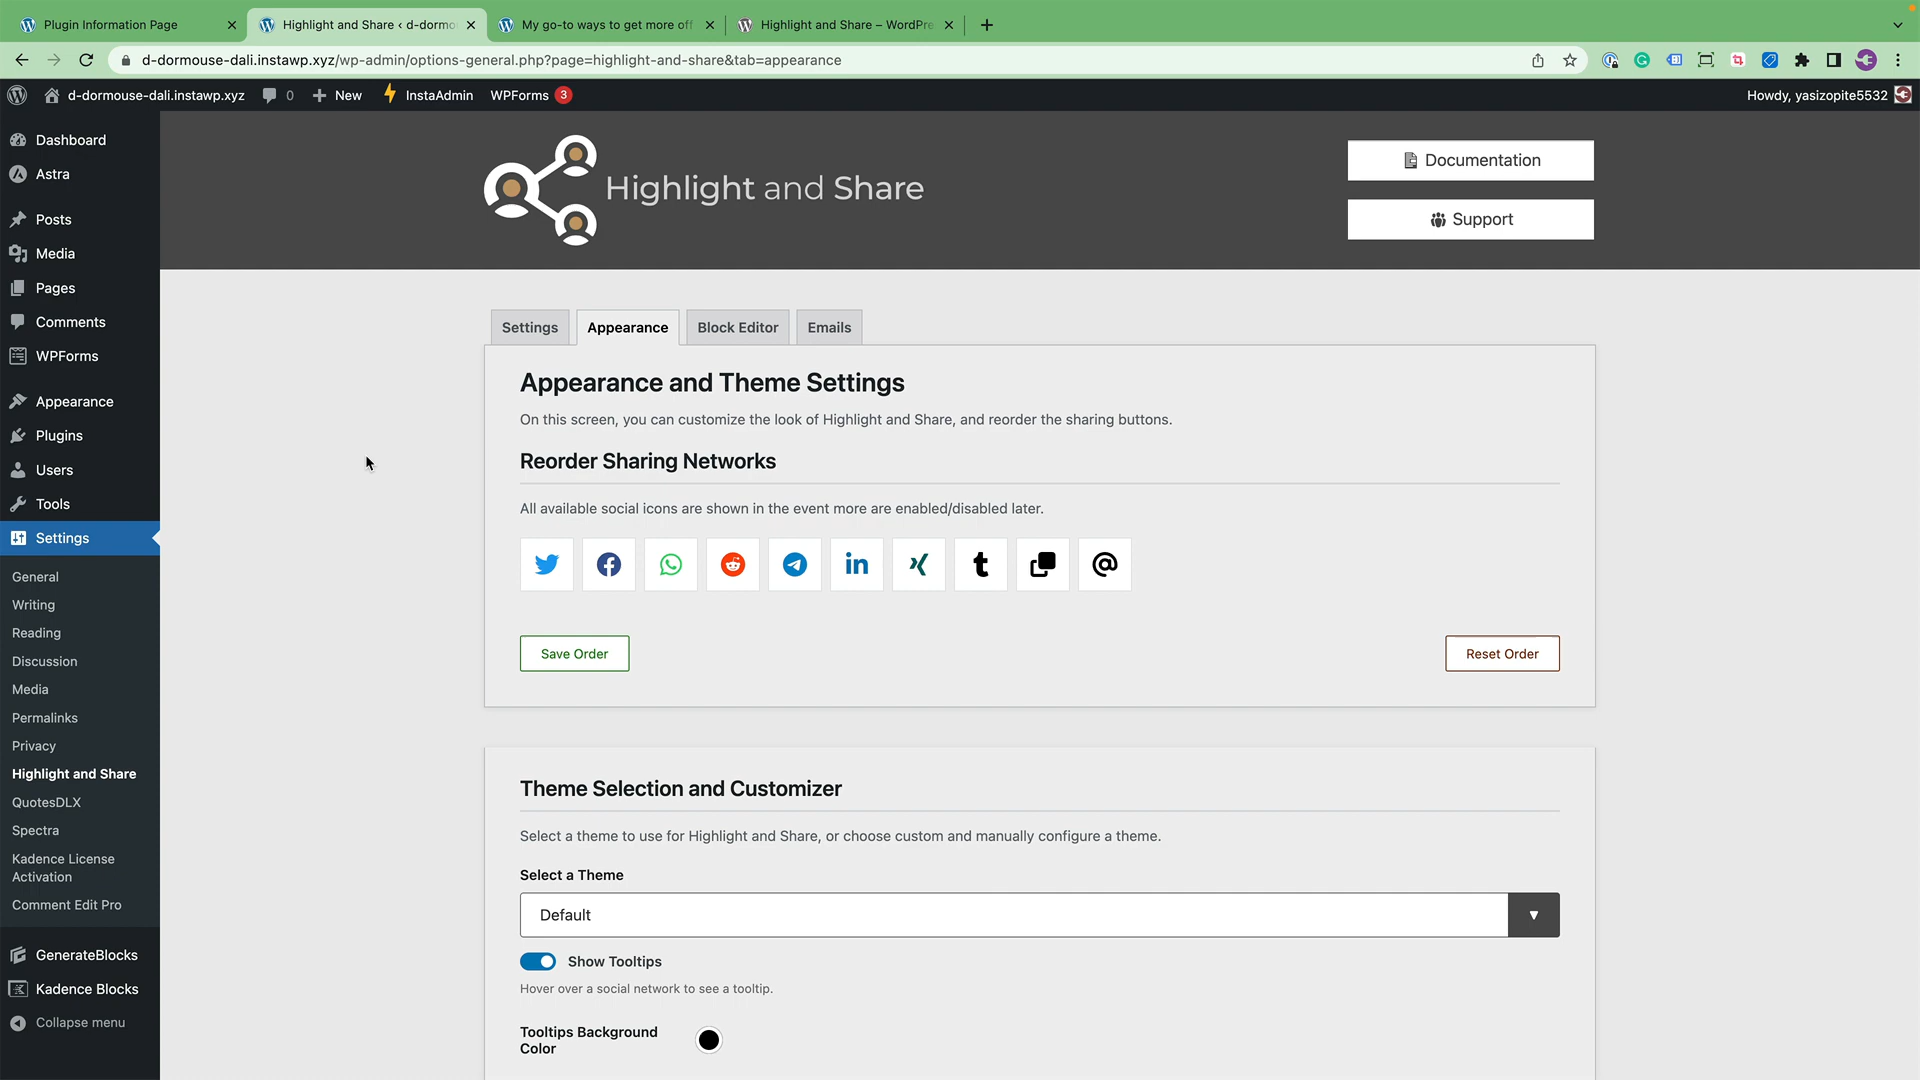 Plugin Information Page
Highlight and Share ‹ d-dormo
My go-to ways to get more off
Highlight and Share – WordPre
d-dormouse-dali.instawp.xyz/wp-admin/options-general.php?page=highlight-and-share&tab=appearance
d-dormouse-dali.instawp.xyz
0
New
InstaAdmin
WPForms 3
Howdy, yasizopite5532
Dashboard
Astra
Posts
Media
Pages
Comments
WPForms
Appearance
Plugins
Users
Tools
Settings
General
Writing
Reading
Discussion
Media
Permalinks
Privacy
Highlight and Share
QuotesDLX
Spectra
Kadence License
Activation
Comment Edit Pro
GenerateBlocks
Kadence Blocks
Collapse menu
Highlight and Share
Documentation
Support
Settings
Appearance
Block Editor
Emails
Appearance and Theme Settings
On this screen, you can customize the look of Highlight and Share, and reorder the sharing buttons.
Reorder Sharing Networks
All available social icons are shown in the event more are enabled/disabled later.
Save Order
Reset Order
Theme Selection and Customizer
Select a theme to use for Highlight and Share, or choose custom and manually configure a theme.
Select a Theme
Default
Show Tooltips
Hover over a social network to see a tooltip.
Tooltips Background
Color